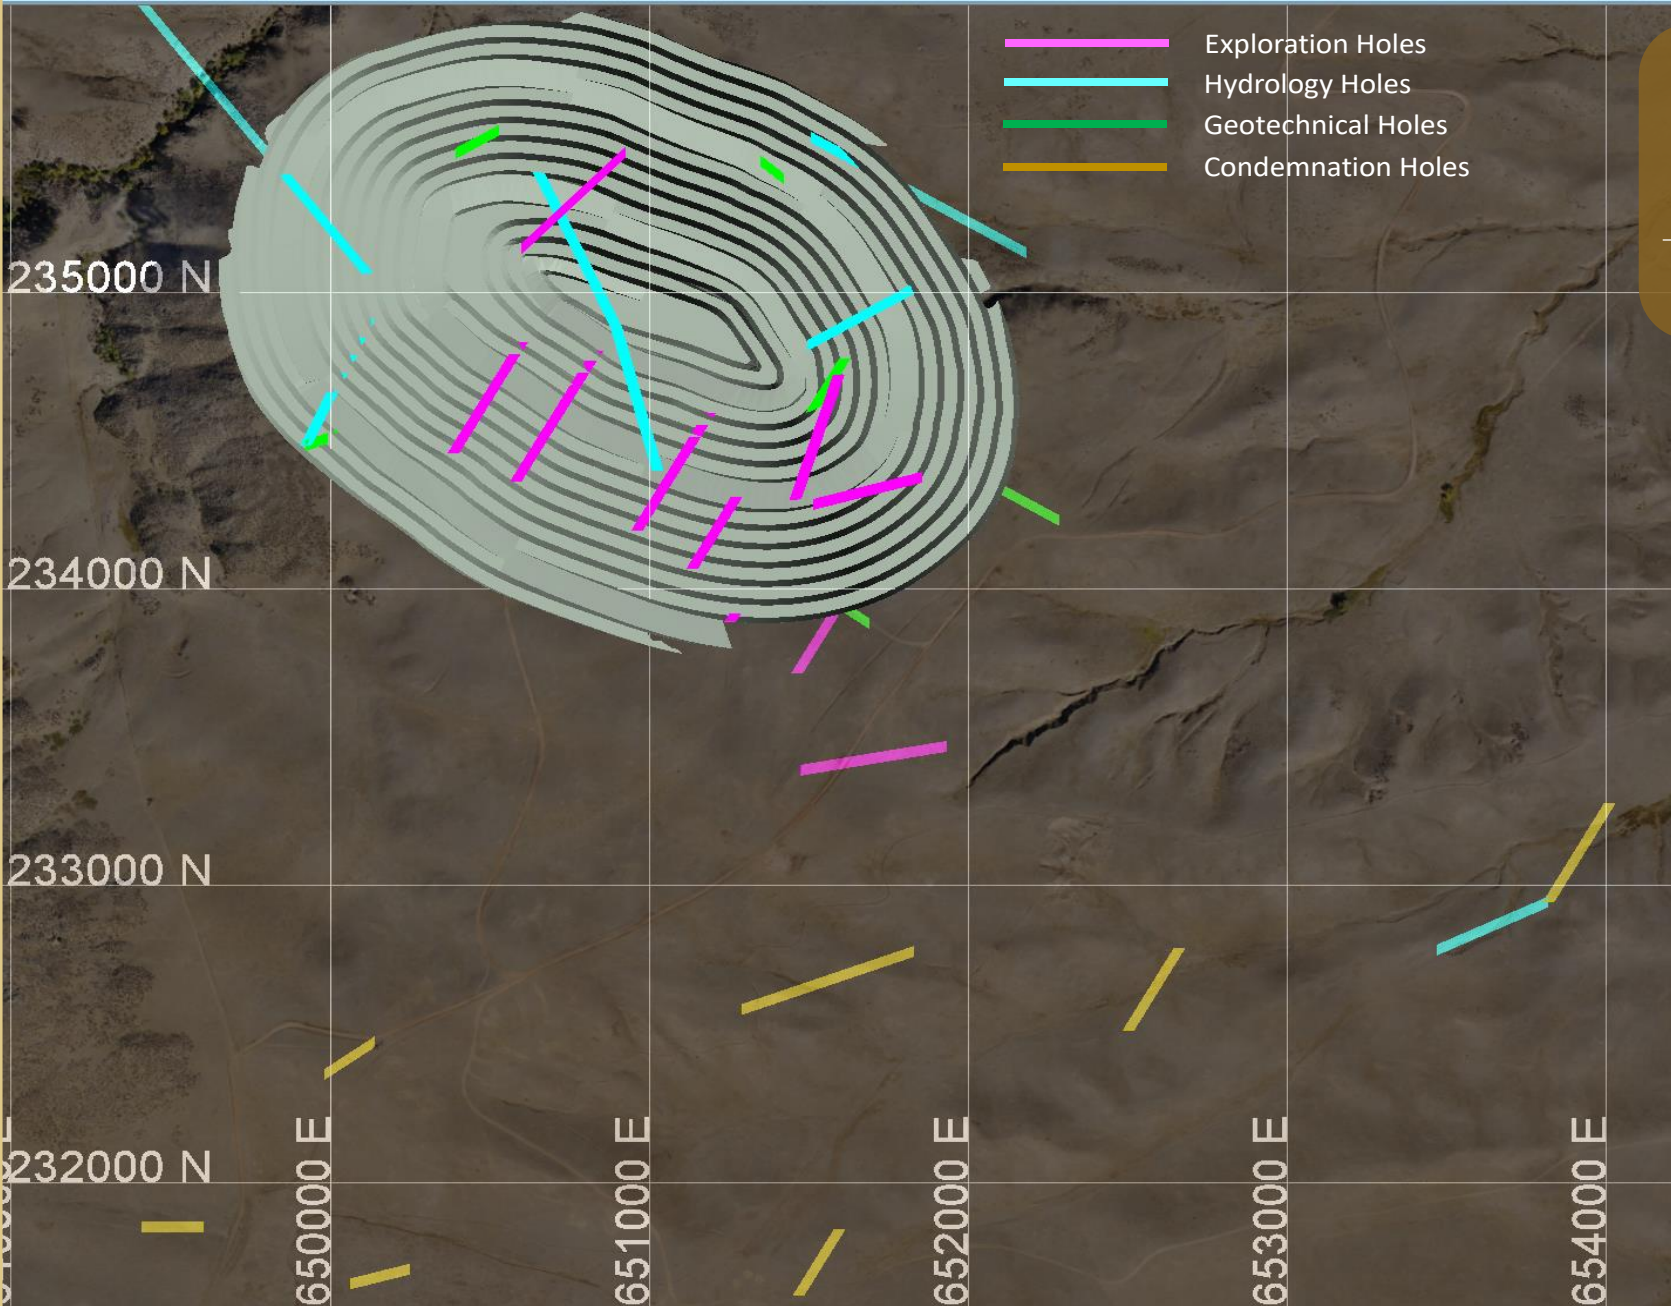 Exploration Holes
Hydrology Holes
Geotechnical Holes
Condemnation Holes
235000 N
234000 N
233000 N
232000 N
650000 E
651000 E
652000 E
653000 E
654000 E